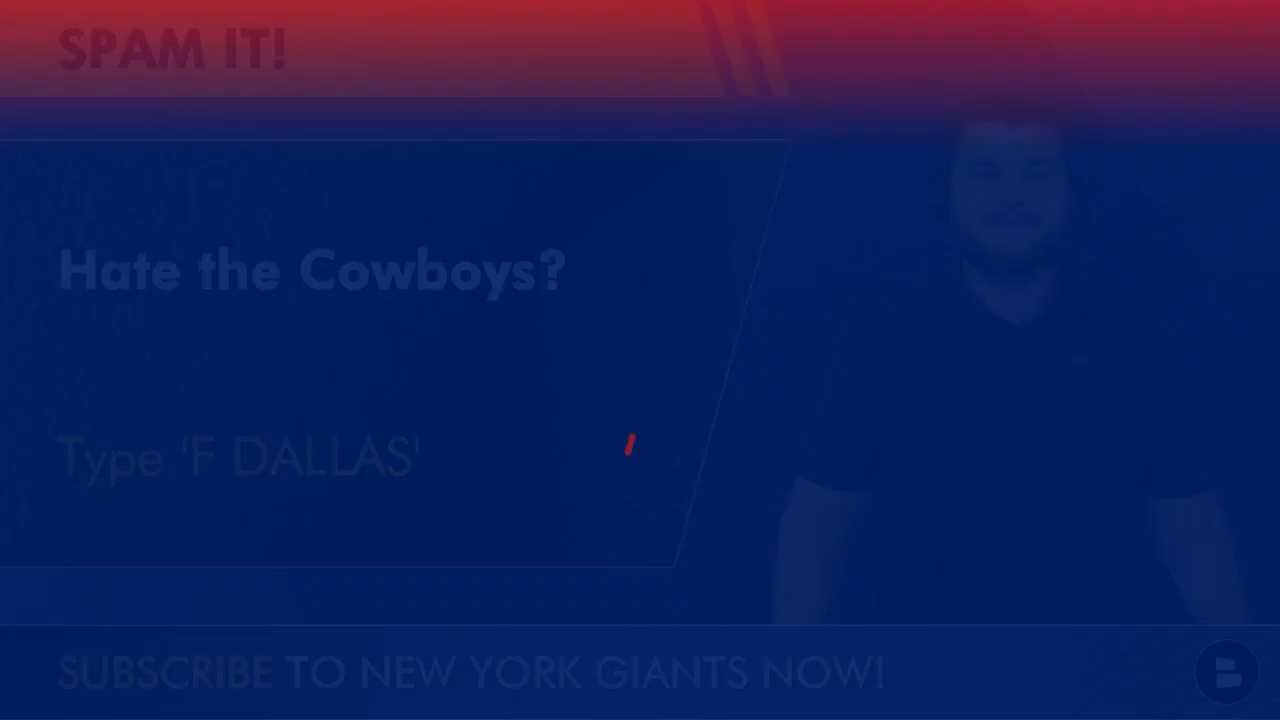 SPAM IT!
Hate the Cowboys?
Type 'F DALLAS'
SUBSCRIBE TO NEW YORK GIANTS NOW!